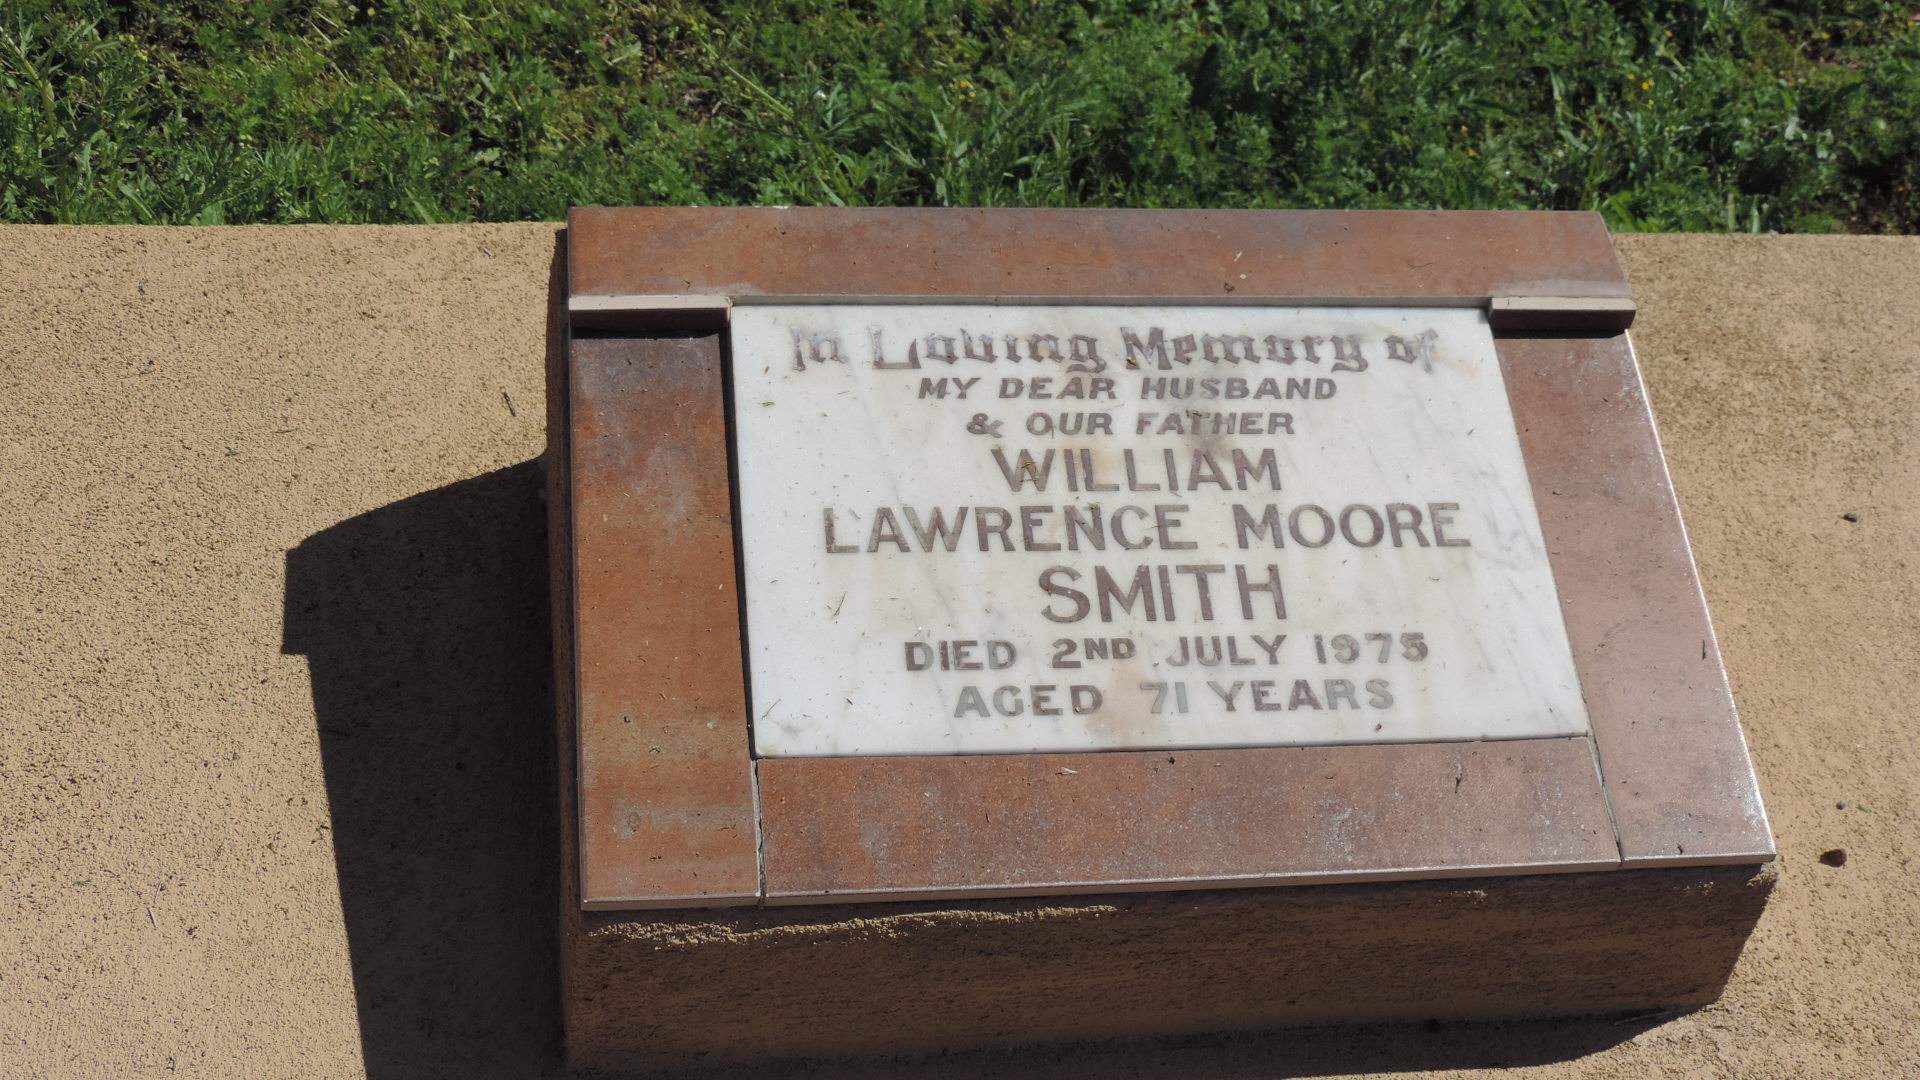 In Loving Memory of
MY DEAR HUSBAND
& OUR FATHER
WILLIAM
LAWRENCE MOORE
SMITH
DIED 2ND JULY 1975
AGED 71 YEARS